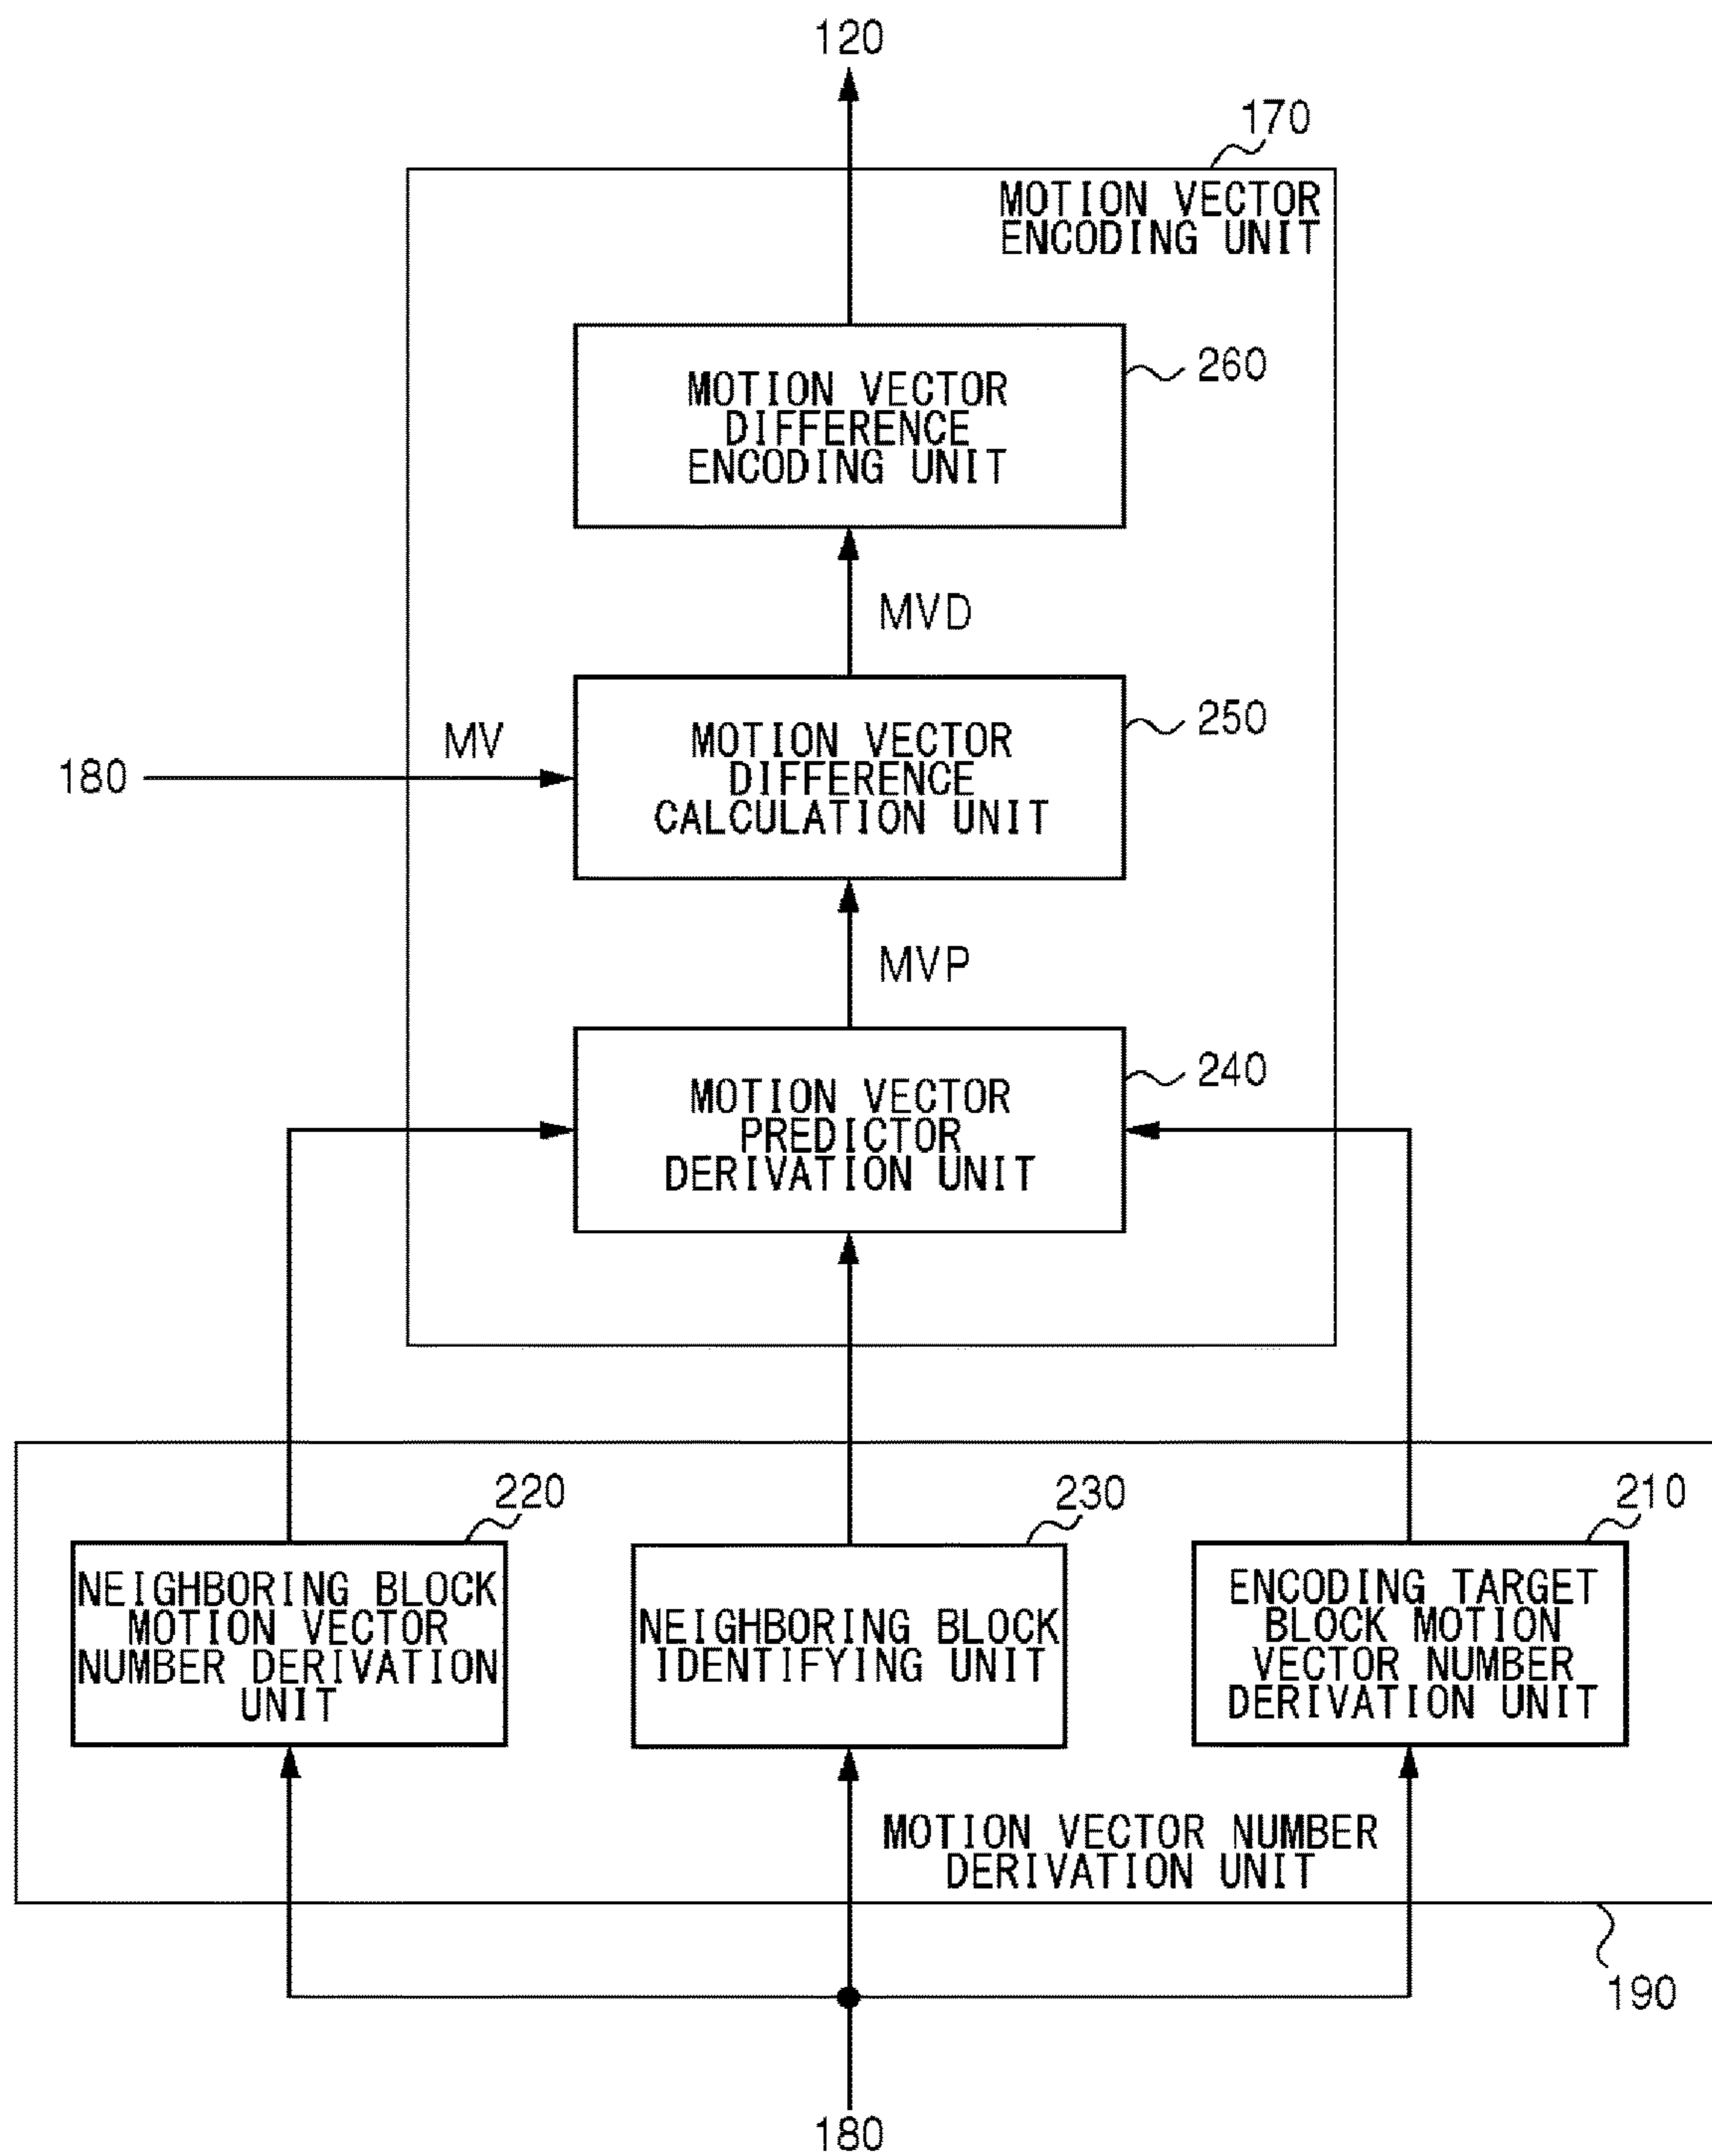 120
170
MOTION VECTOR
ENCODING UNIT
260
MOTION VECTOR
DIFFERENCE
ENCODING UNIT
MVD
250
MV
180
MOTION VECTOR
DIFFERENCE
CALCULATION UNIT
MVP
240
MOTION VECTOR
PREDICTOR
DERIVATION UNIT
220
230
210
NEIGHBORING BLOCK
MOTION VECTOR
NUMBER DERIVATION
UNIT
NEIGHBORING BLOCK
IDENTIFYING UNIT
ENCODING TARGET
BLOCK MOTION
VECTOR NUMBER
DERIVATION UNIT
MOTION VECTOR NUMBER
DERIVATION UNIT
190
180